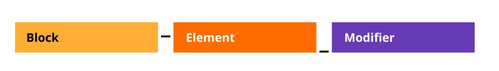 Block – Element _ Modifier